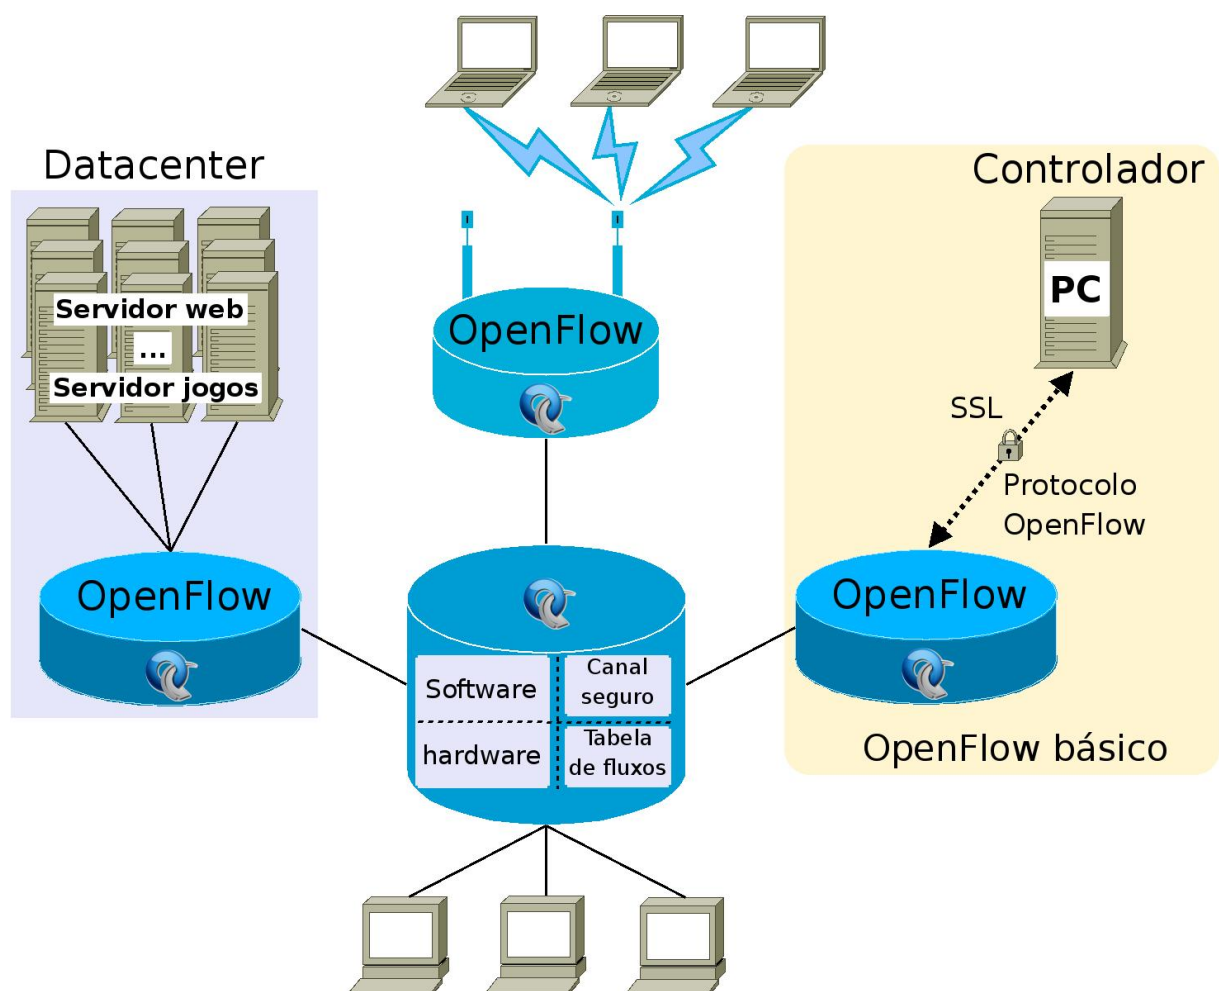 Datacenter
Servidor web
...
Servidor jogos
OpenFlow
OpenFlow
Controlador
PC
SSL
Protocolo
OpenFlow
OpenFlow
OpenFlow básico
Software
Canal
seguro
hardware
Tabela
de fluxos